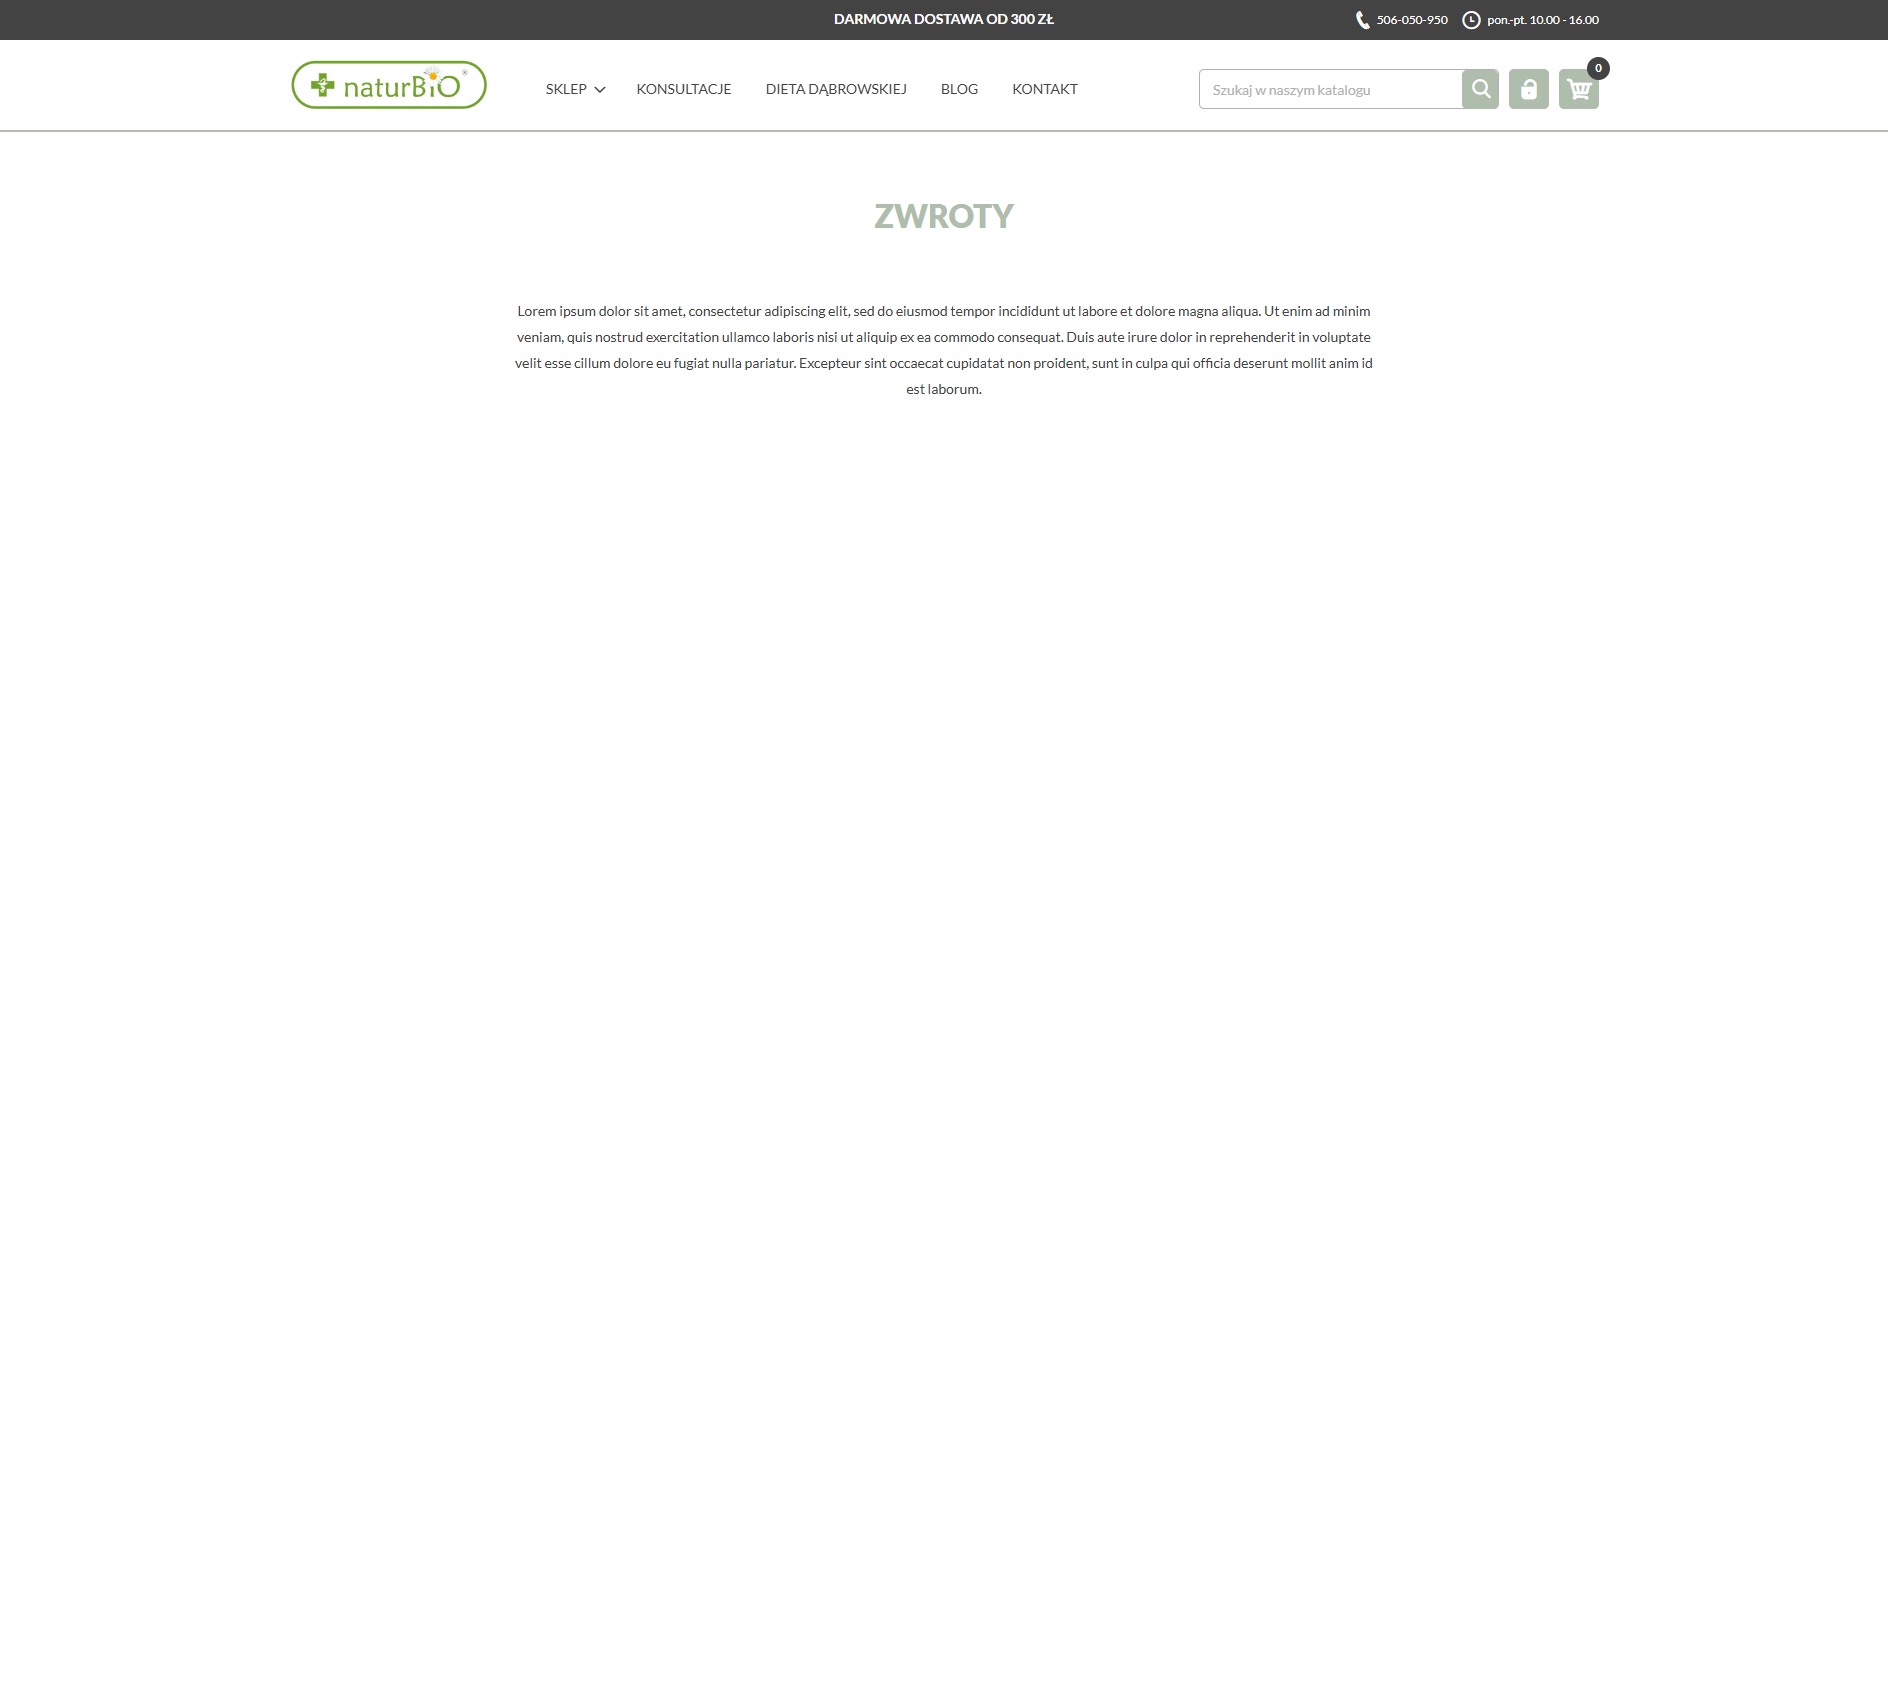 DARMOWA DOSTAWA OD 300 ZŁ
506-050-950
pon.-pt. 10.00 - 16.00
naturBiO®
SKLEP
KONSULTACJE
DIETA DĄBROWSKIEJ
BLOG
KONTAKT
Szukaj w naszym katalogu
0
ZWROTY
Lorem ipsum dolor sit amet, consectetur adipiscing elit, sed do eiusmod tempor incididunt ut labore et dolore magna aliqua. Ut enim ad minim
veniam, quis nostrud exercitation ullamco laboris nisi ut aliquip ex ea commodo consequat. Duis aute irure dolor in reprehenderit in voluptate
velit esse cillum dolore eu fugiat nulla pariatur. Excepteur sint occaecat cupidatat non proident, sunt in culpa qui officia deserunt mollit anim id
est laborum.